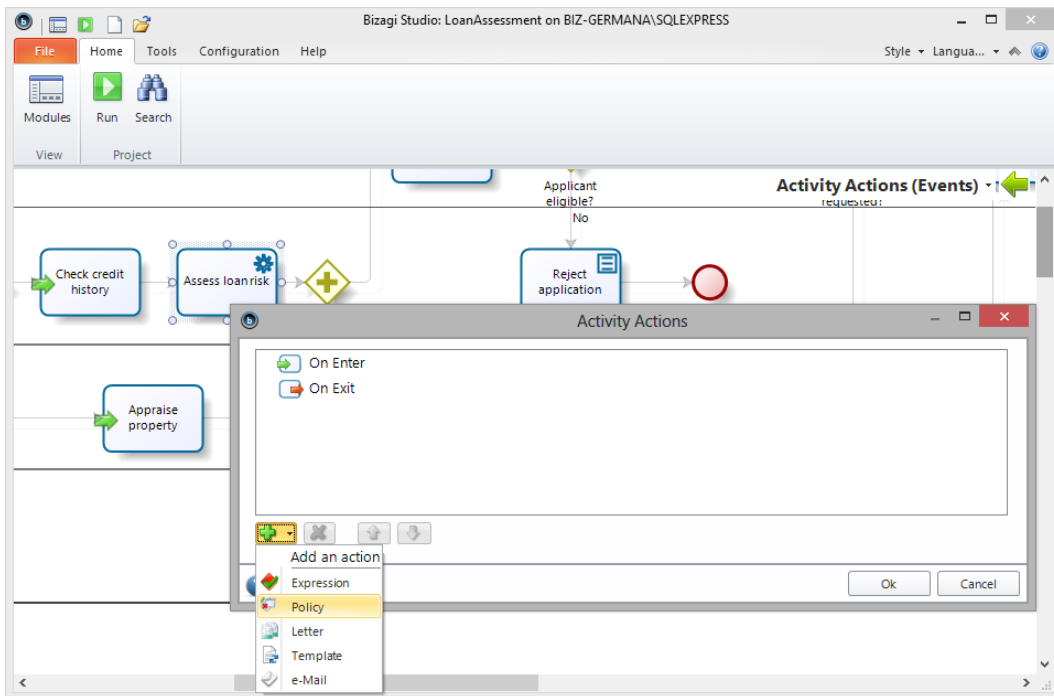 Bizagi Studio: LoanAssessment on BIZ-GERMANA\SQLEXPRESS
File
Home
Tools
Configuration
Help
Style
Langua...
Modules
Run
Search
View
Project
Activity Actions (Events)
Applicant
eligible?
requested?
No
Check credit
history
Assess loan risk
Reject
application
Activity Actions
On Enter
On Exit
Appraise
property
Add an action
Expression
Policy
Letter
Template
e-Mail
Ok
Cancel